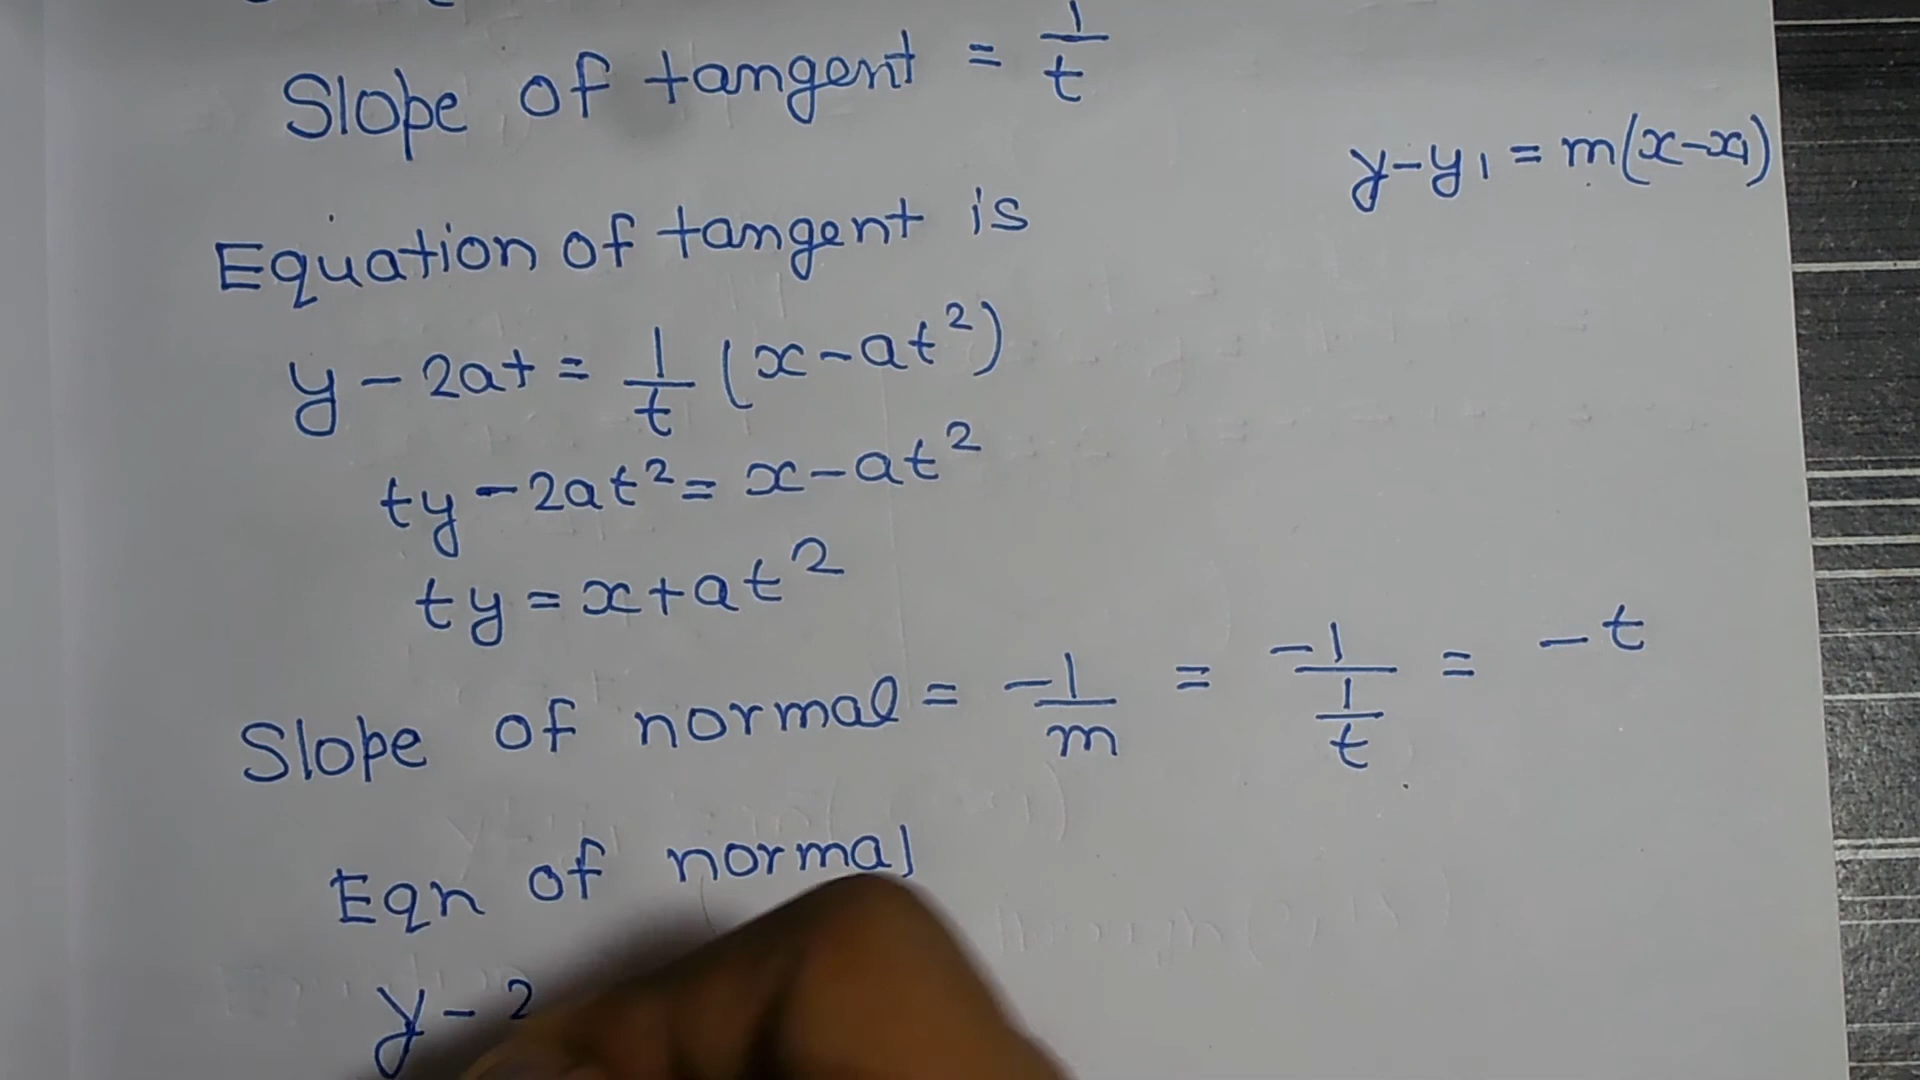 Slope of tangent = 1/t
y-y₁ = m(x-x₁)
Equation of tangent is
y - 2at = 1/t (x-at²)
ty - 2at² = x-at²
ty = x+at²
Slope of normal = -1/m = -1/(1/t) = -t
Eqn of normal
y - 2